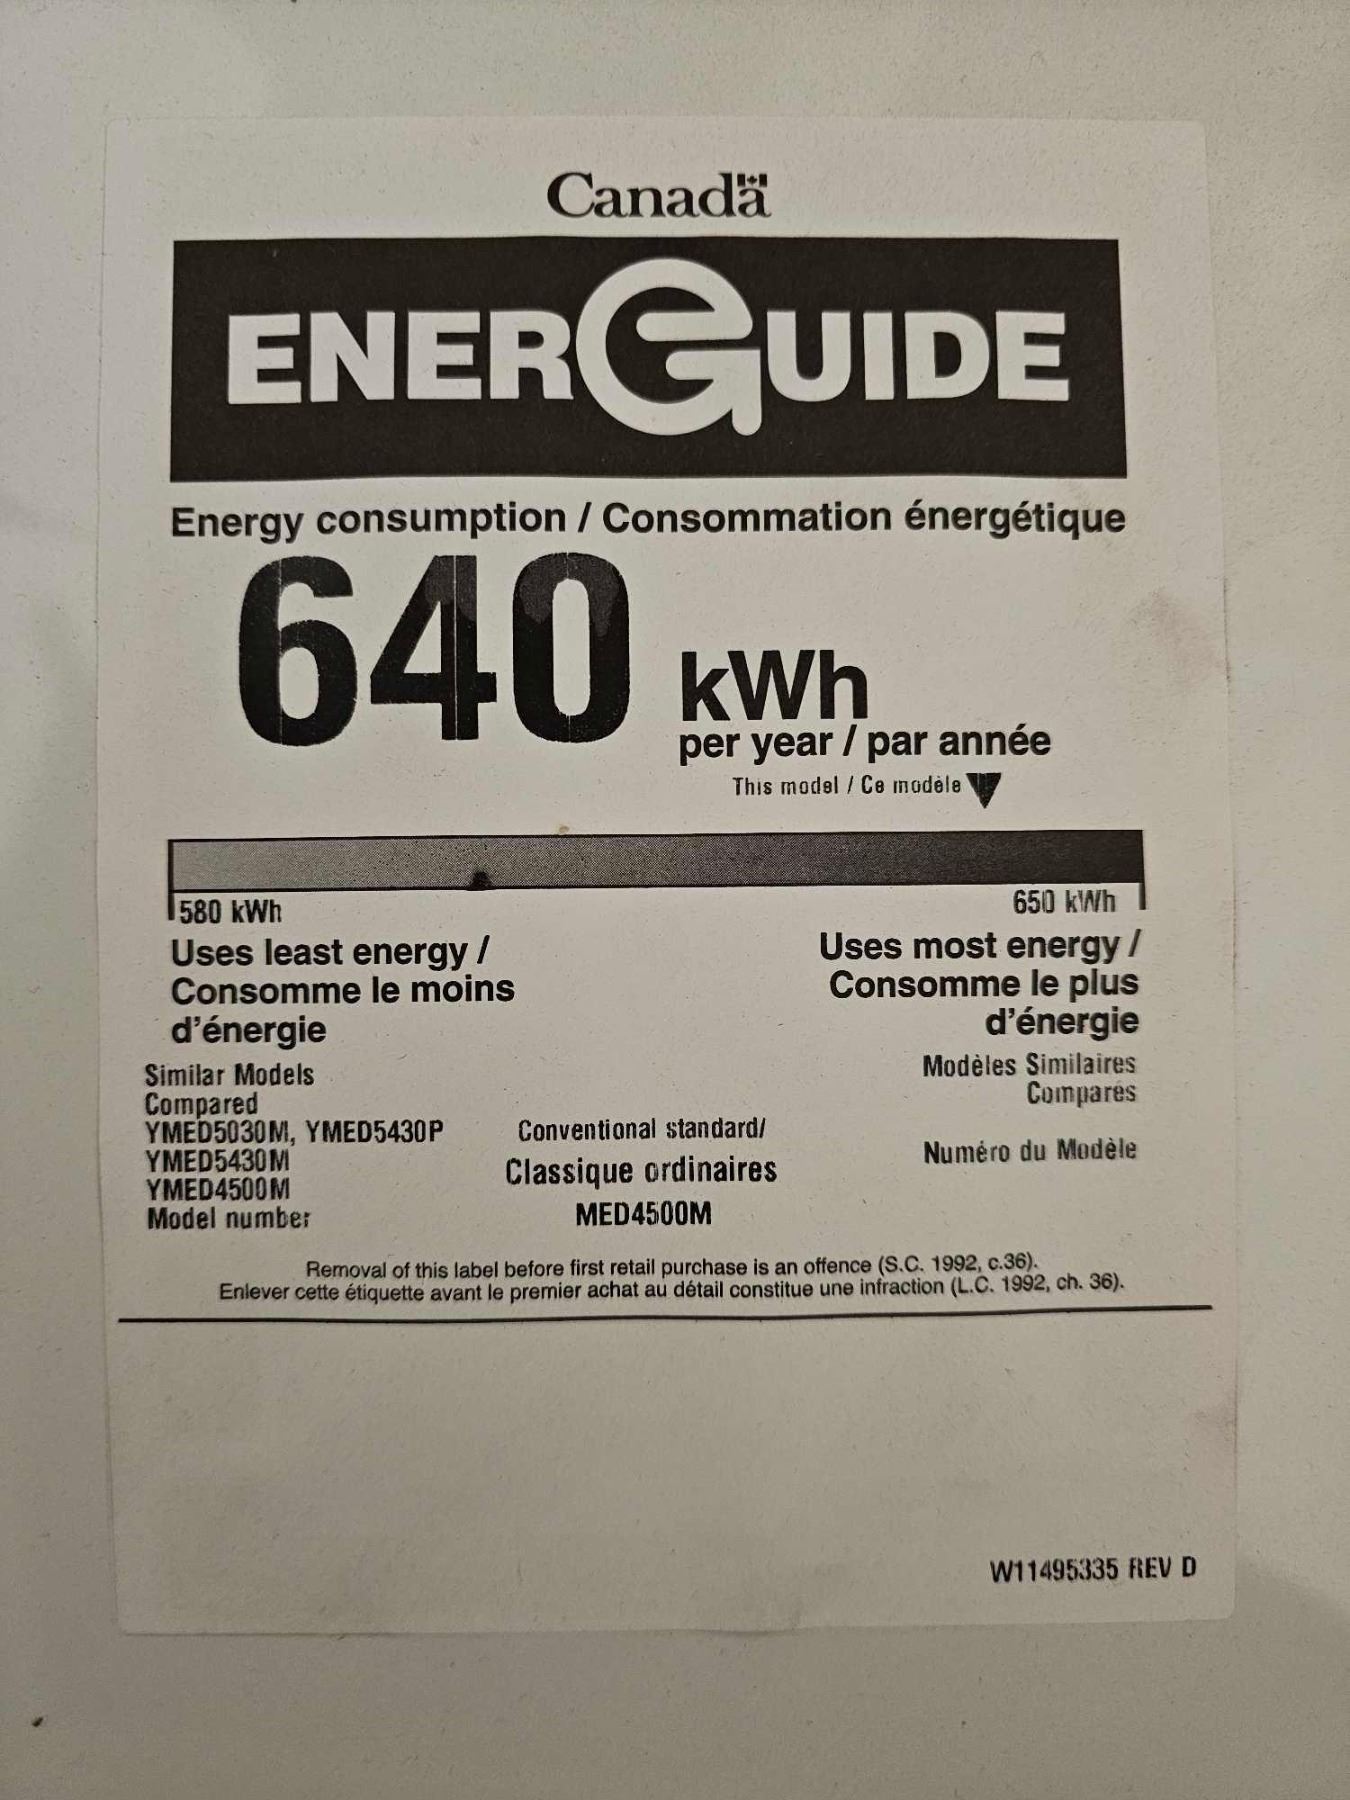 Canada
ENERGUIDE
Energy consumption / Consommation énergétique
640 kWh
per year / par année
This model / Ce modèle
580 kWh 650 kWh
Uses least energy / Uses most energy /
Consomme le moins Consomme le plus
d'énergie d'énergie
Similar Models Modèles Similaires
Compared Compares
YMED5030M, YMED5430P Conventional standard/
YMED5430M Classique ordinaires Numéro du Modèle
YMED4500M
Model number MED4500M
Removal of this label before first retail purchase is an offence (S.C. 1992, c.36).
Enlever cette étiquette avant le premier achat au détail constitue une infraction (L.C. 1992, ch. 36).
W11495335 REV D